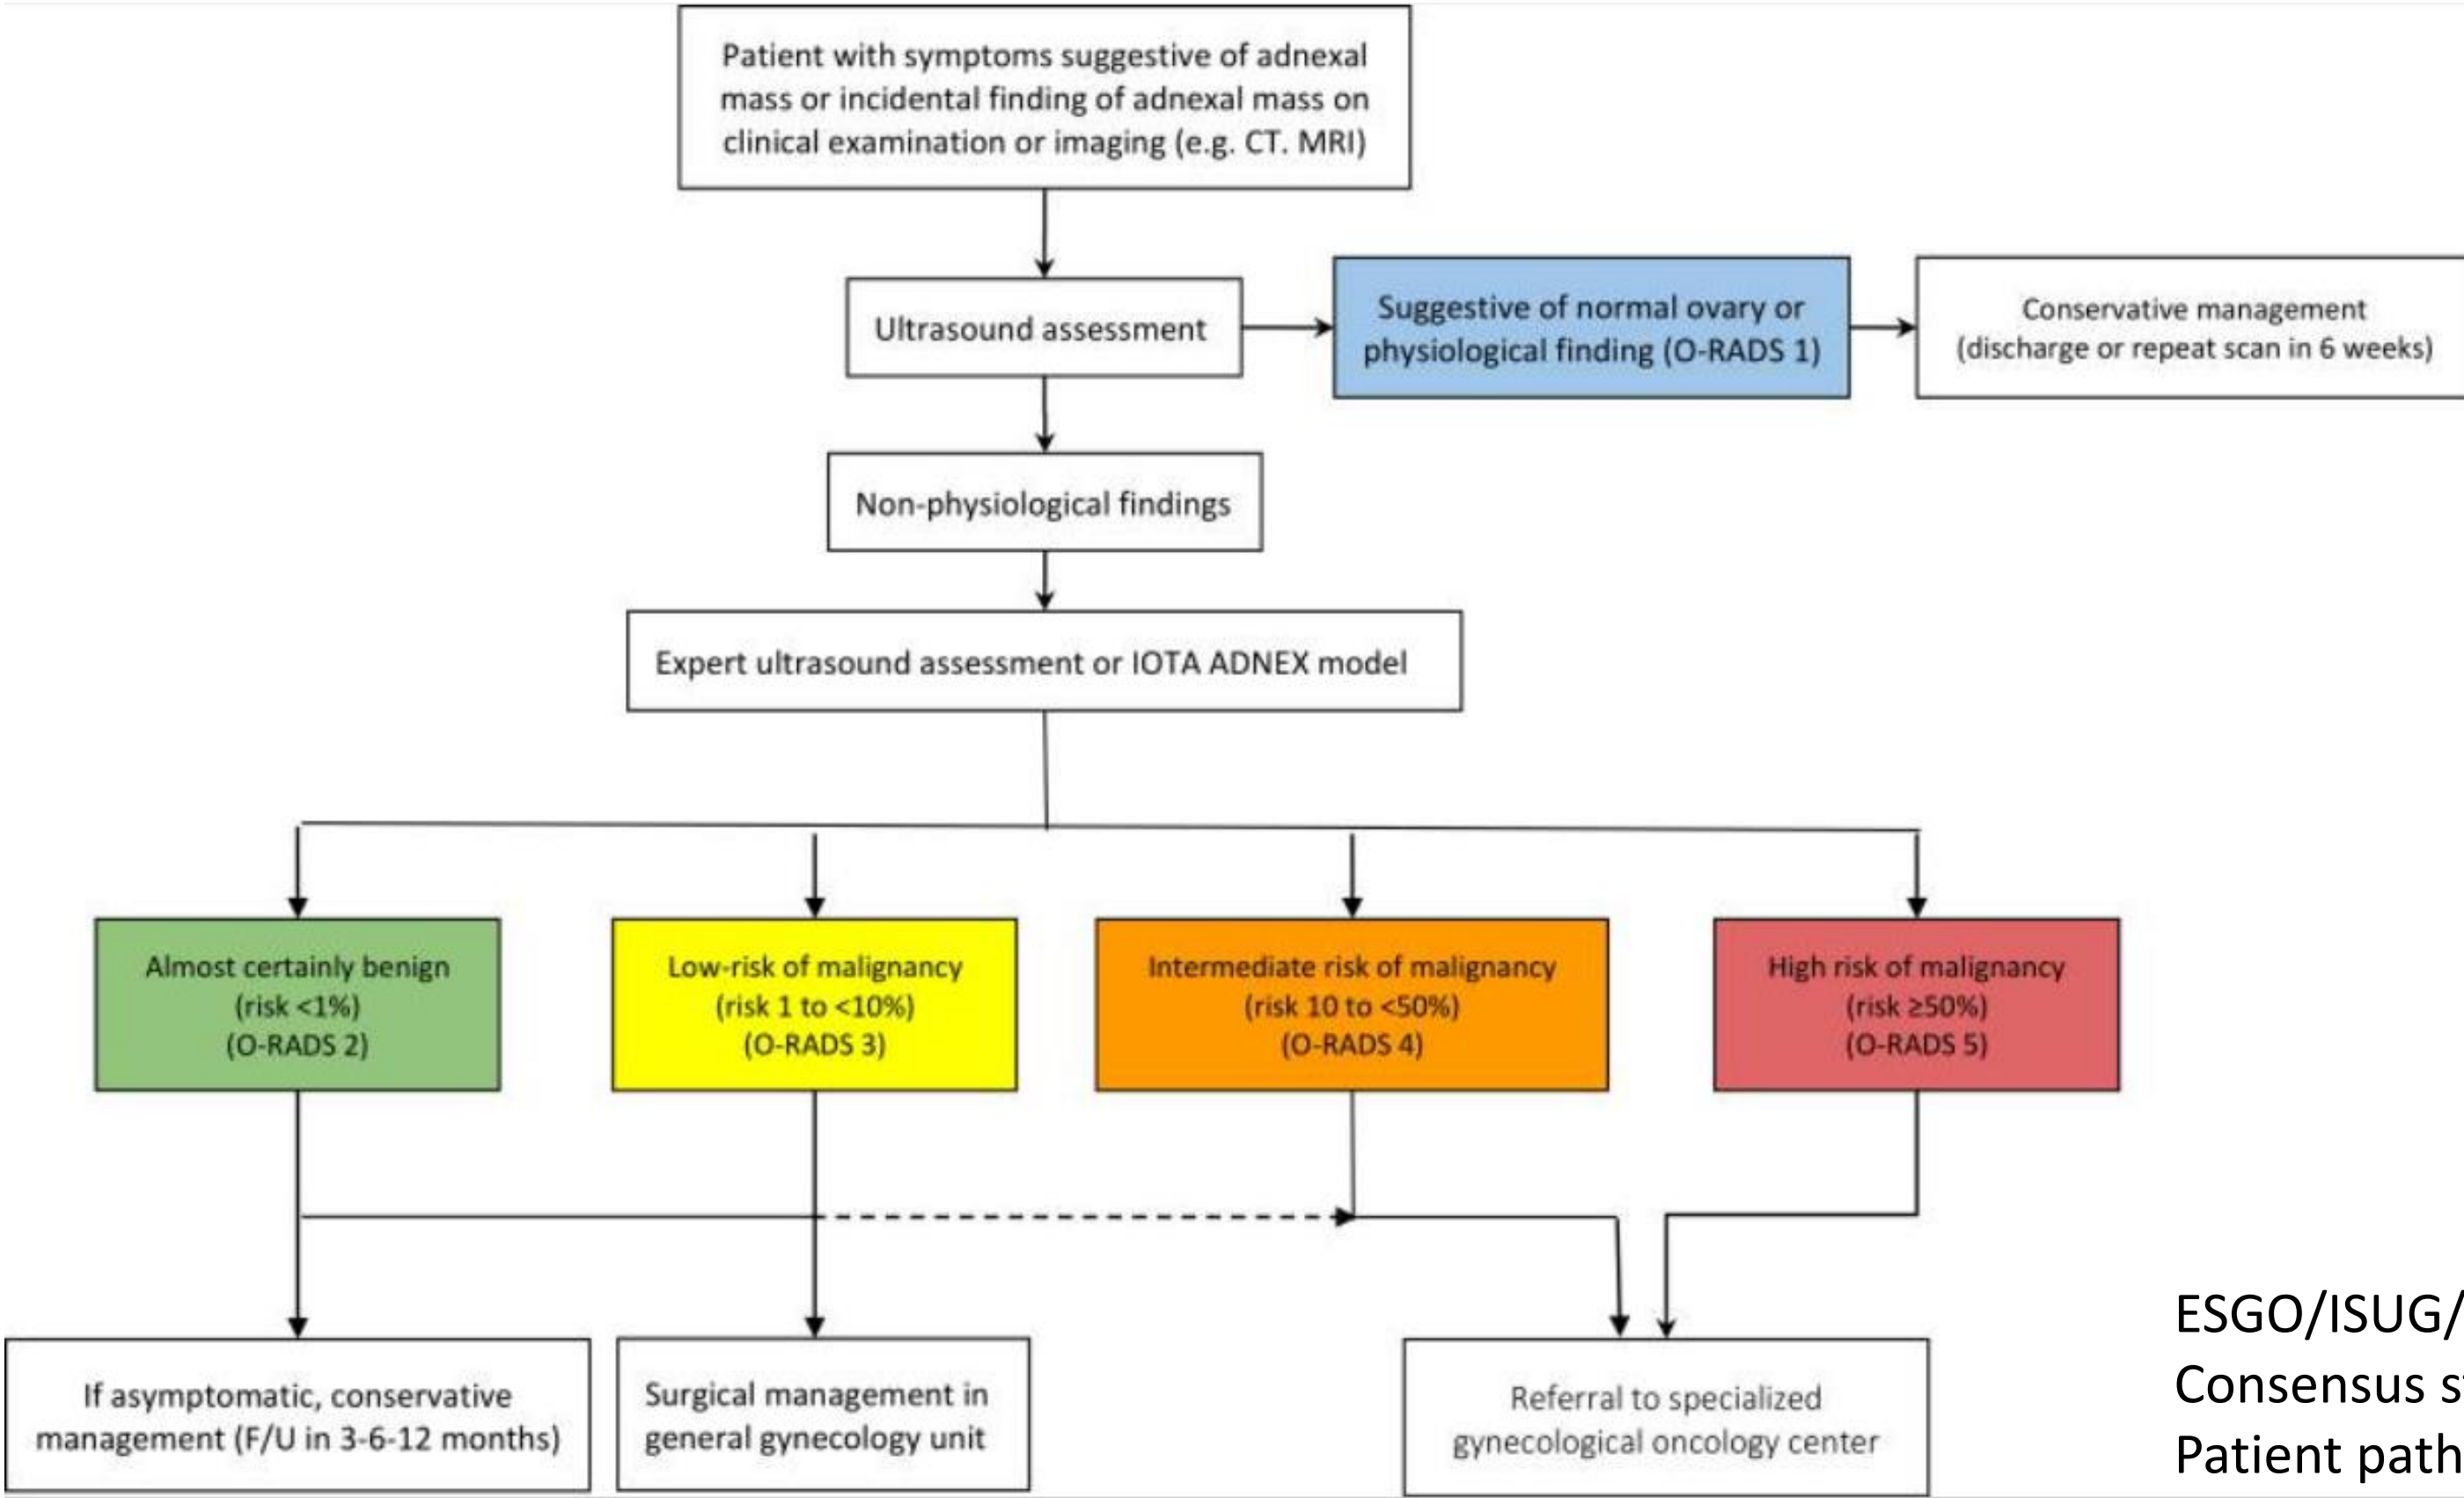 Patient with symptoms suggestive of adnexal
mass or incidental finding of adnexal mass on
clinical examination or imaging (e.g. CT. MRI)
Ultrasound assessment
Suggestive of normal ovary or
physiological finding (O-RADS 1)
Conservative management
(discharge or repeat scan in 6 weeks)
Non-physiological findings
Expert ultrasound assessment or IOTA ADNEX model
Almost certainly benign
(risk <1%)
(O-RADS 2)
Low-risk of malignancy
(risk 1 to <10%)
(O-RADS 3)
Intermediate risk of malignancy
(risk 10 to <50%)
(O-RADS 4)
High risk of malignancy
(risk ≥50%)
(O-RADS 5)
If asymptomatic, conservative
management (F/U in 3-6-12 months)
Surgical management in
general gynecology unit
Referral to specialized
gynecological oncology center
ESGO/ISUG/
Consensus
Patient path